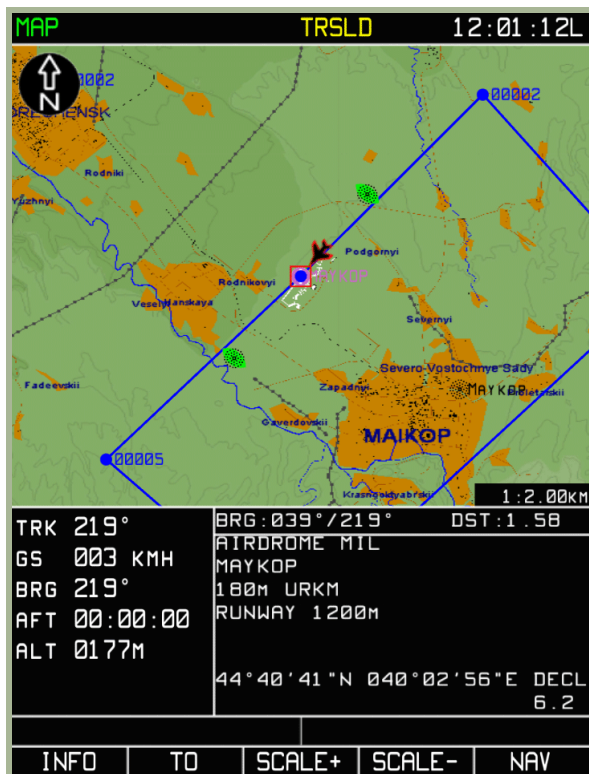 MAP TRSLD 12:01:12L
N
0002
00002
Rodniki
Yuzhnyi
Podgornyi
Rodnikovyi
MAYKOP
Veselyi
Hanskaya
Severnyi
Severo-Vostochnye Sady
Fadeevskii
Zapadnyi
MAYKOP
Gaverdovskii
MAIKOP
00005
1:2.00KM
TRK 219°
GS 003 KMH
BRG 219°
AFT 00:00:00
ALT 0177M
BRG:039°/219° DST:1.58
AIRDROME MIL
MAYKOP
180m URKM
RUNWAY 1200m
44°40'41"N 040°02'56"E DECL
6.2
INFO TO SCALE+ SCALE- NAV